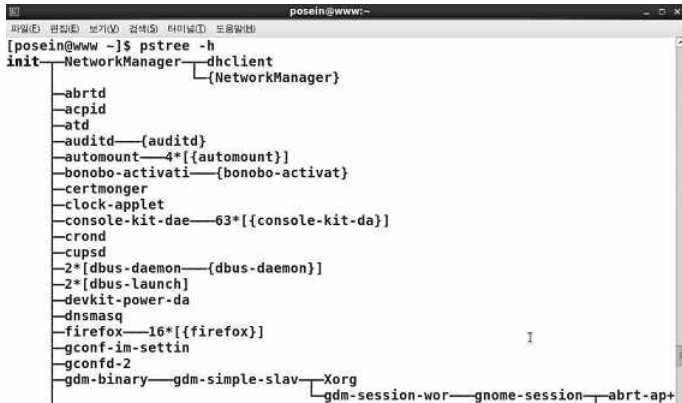 posein@www:~
파일(F) 편집(E) 보기(V) 검색(S) 터미널(T) 도움말(H)
[posein@www ~]$ pstree -h
init─┬─NetworkManager─┬─dhclient
     │                └─{NetworkManager}
     ├─abrtd
     ├─acpid
     ├─atd
     ├─auditd───{auditd}
     ├─automount───4*[{automount}]
     ├─bonobo-activati───{bonobo-activat}
     ├─certmonger
     ├─clock-applet
     ├─console-kit-dae───63*[{console-kit-da}]
     ├─crond
     ├─cupsd
     ├─2*[dbus-daemon───{dbus-daemon}]
     ├─2*[dbus-launch]
     ├─devkit-power-da
     ├─dnsmasq
     ├─firefox───16*[{firefox}]
     ├─gconf-im-settin
     ├─gconfd-2
     ├─gdm-binary───gdm-simple-slav─┬─Xorg
     │                              └─gdm-session-wor───gnome-session─┬─abrt-ap+